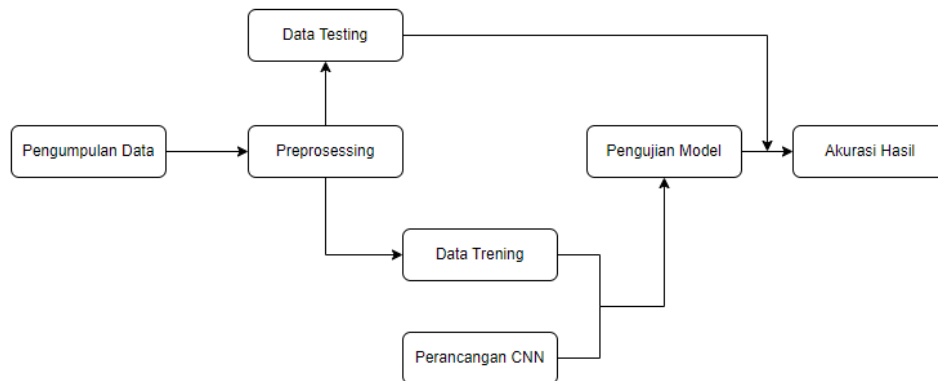 Data Testing
Pengumpulan Data
Preprosessing
Pengujian Model
Akurasi Hasil
Data Trening
Perancangan CNN